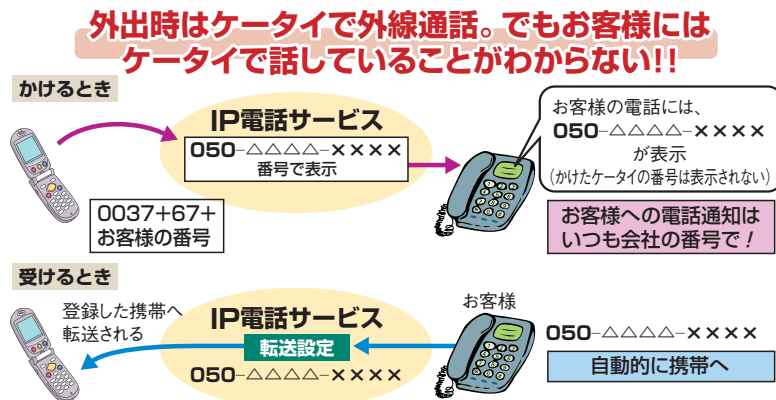 外出時はケータイで外線通話。でもお客様には
ケータイで話していることがわからない!!
かけるとき
IP電話サービス
050-△△△△-××××
番号で表示
0037+67+
お客様の番号
お客様の電話には、
050-△△△△-××××
が表示
(かけたケータイの番号は表示されない)
お客様への電話通知は
いつも会社の番号で!
受けるとき
登録した携帯へ
転送される
IP電話サービス
転送設定
050-△△△△-××××
お客様
050-△△△△-××××
自動的に携帯へ